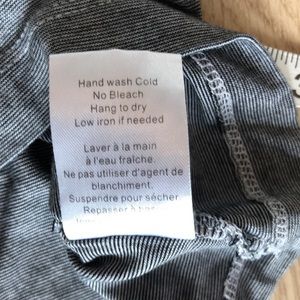 Hand wash Cold
No Bleach
Hang to dry
Low iron if needed
Laver à la main
à l'eau fraîche.
Ne pas utiliser d'agent de
blanchiment.
Suspendre pour sécher
Repasser à